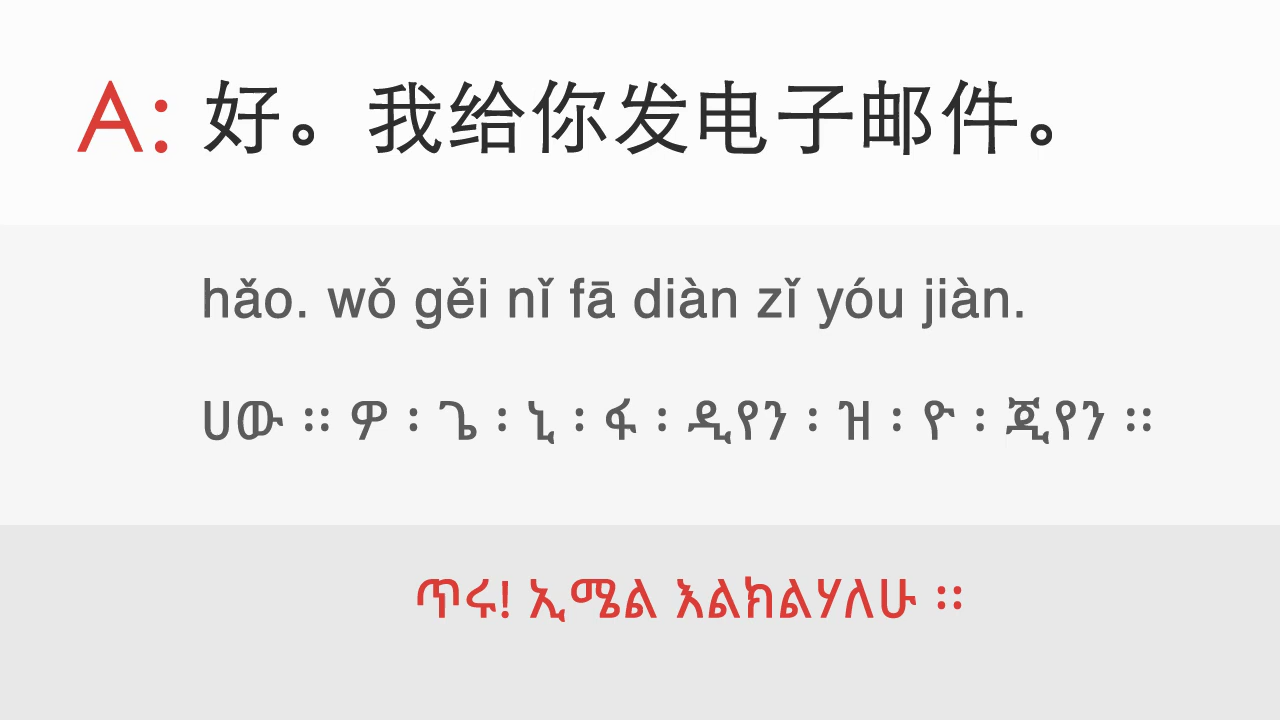 A: 好。我给你发电子邮件。
hǎo. wǒ gěi nǐ fā diàn zǐ yóu jiàn.
ሀው ። ዎ ፡ ጌ ፡ ኒ ፡ ፋ ፡ ዲየን ፡ ዝ ፡ ዮ ፡ ጂየን ።
ጥሩ! ኢሜል እልክልሃለሁ ።